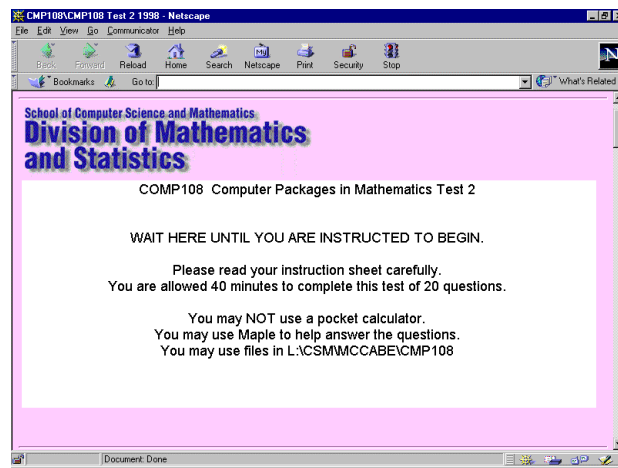 CMP108\CMP108 Test 2 1998 - Netscape
File Edit View Go Communicator Help
Back Forward Reload Home Search Netscape Print Security Stop
Bookmarks Go to: What's Related
School of Computer Science and Mathematics
Division of Mathematics
and Statistics
COMP108 Computer Packages in Mathematics Test 2
WAIT HERE UNTIL YOU ARE INSTRUCTED TO BEGIN.
Please read your instruction sheet carefully.
You are allowed 40 minutes to complete this test of 20 questions.
You may NOT use a pocket calculator.
You may use Maple to help answer the questions.
You may use files in L:\CSM\MCCABE\CMP108
Document: Done